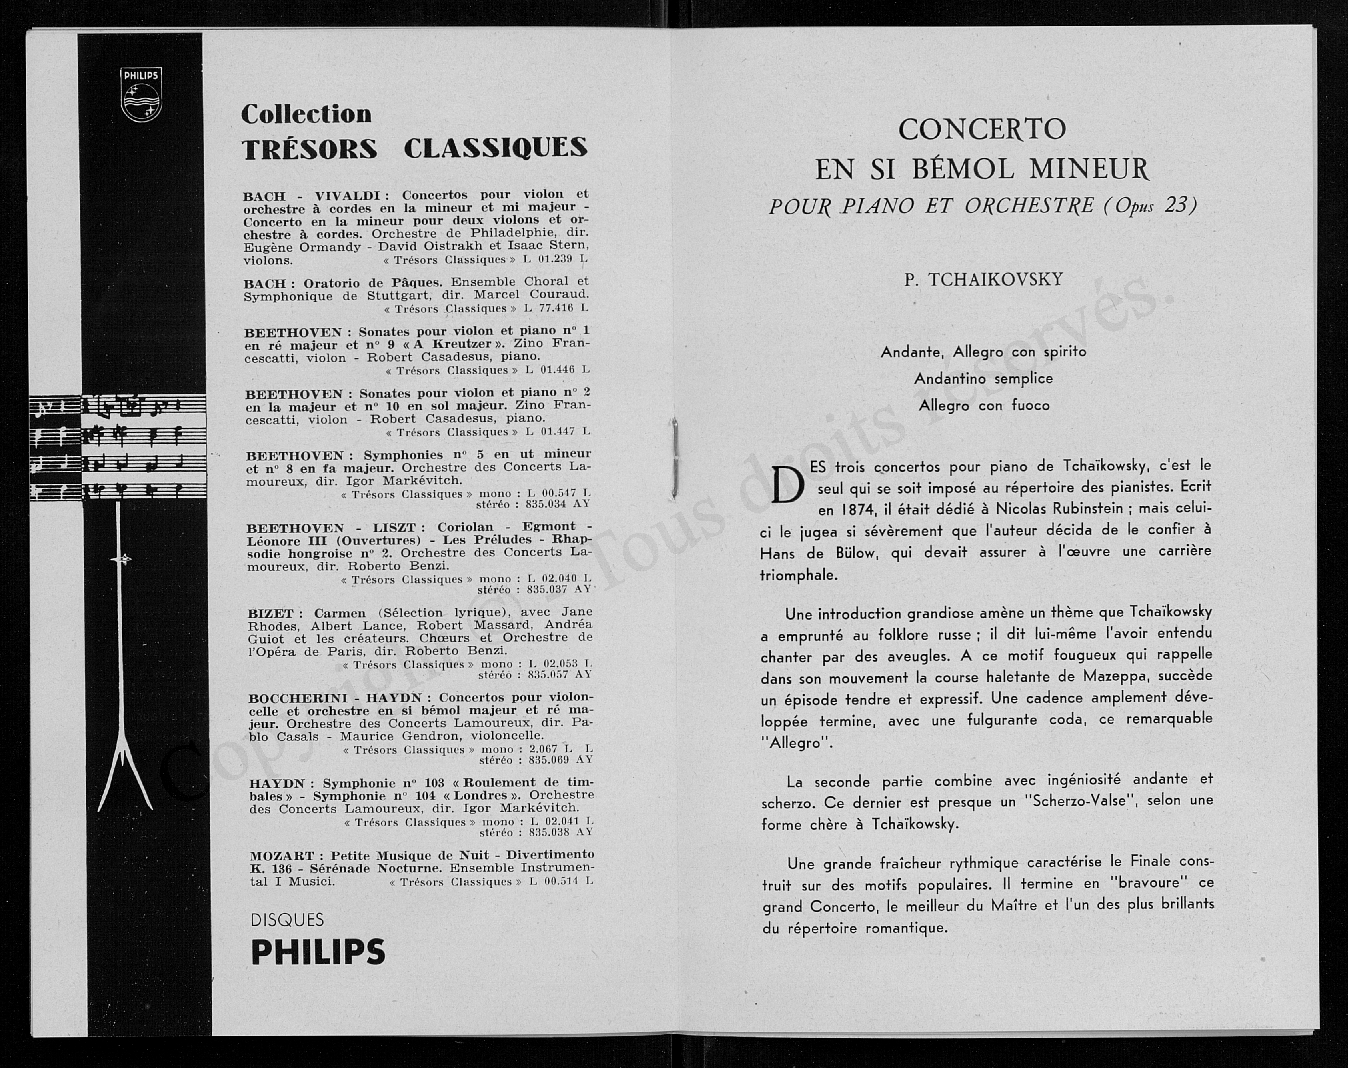 PHILIPS
Collection
TRÉSORS CLASSIQUES
BACH - VIVALDI : Concertos pour violon et
orchestre à cordes en la mineur et mi majeur -
Concerto en la mineur pour deux violons et or-
chestre à cordes. Orchestre de Philadelphie, dir.
Eugène Ormandy - David Oistrakh et Isaac Stern,
violons. « Trésors Classiques » L 01.239 L
BACH : Oratorio de Pâques. Ensemble Choral et
Symphonique de Stuttgart, dir. Marcel Couraud.
« Trésors Classiques » L 77.416 L
BEETHOVEN : Sonates pour violon et piano n° 1
en ré majeur et n° 9 « A Kreutzer ». Zino Fran-
cescatti, violon - Robert Casadesus, piano.
« Trésors Classiques » L 01.446 L
BEETHOVEN : Sonates pour violon et piano n° 2
en la majeur et n° 10 en sol majeur. Zino Fran-
cescatti, violon - Robert Casadesus, piano.
« Trésors Classiques » L 01.447 L
BEETHOVEN : Symphonies n° 5 en ut mineur
et n° 8 en fa majeur. Orchestre des Concerts La-
moureux, dir. Igor Markévitch.
« Trésors Classiques » mono : L 00.547 L
stéréo : 835.034 AY
BEETHOVEN - LISZT : Coriolan - Egmont -
Léonore III (Ouvertures) - Les Préludes - Rhap-
sodie hongroise n° 2. Orchestre des Concerts La-
moureux, dir. Roberto Benzi.
« Trésors Classiques » mono : L 02.040 L
stéréo : 835.037 AY
BIZET : Carmen (Sélection lyrique), avec Jane
Rhodes, Albert Lance, Robert Massard, Andréa
Guiot et les créateurs. Chœurs et Orchestre de
l'Opéra de Paris, dir. Roberto Benzi.
« Trésors Classiques » mono : L 02.053 L
stéréo : 835.057 AY
BOCCHERINI - HAYDN : Concertos pour violon-
celle et orchestre en si bémol majeur et ré ma-
jeur. Orchestre des Concerts Lamoureux, dir. Pa-
blo Casals - Maurice Gendron, violoncelle.
« Trésors Classiques » mono : 2.067 L L
stéréo : 835.069 AY
HAYDN : Symphonie n° 103 « Roulement de tim-
bales » - Symphonie n° 104 « Londres ». Orchestre
des Concerts Lamoureux, dir. Igor Markévitch.
« Trésors Classiques » mono : L 02.041 L
stéréo : 835.038 AY
MOZART : Petite Musique de Nuit - Divertimento
K. 136 - Sérénade Nocturne. Ensemble Instrumen-
tal I Musici. « Trésors Classiques » L 00.514 L
DISQUES
PHILIPS
CONCERTO
EN SI BÉMOL MINEUR
POUR PIANO ET ORCHESTRE (Opus 23)
P. TCHAIKOVSKY
Andante, Allegro con spirito
Andantino semplice
Allegro con fuoco
DES trois concertos pour piano de Tchaïkowsky, c'est le
seul qui se soit imposé au répertoire des pianistes. Ecrit
en 1874, il était dédié à Nicolas Rubinstein ; mais celui-
ci le jugea si sévèrement que l'auteur décida de le confier à
Hans de Bülow, qui devait assurer à l'œuvre une carrière
triomphale.
Une introduction grandiose amène un thème que Tchaïkowsky
a emprunté au folklore russe ; il dit lui-même l'avoir entendu
chanter par des aveugles. A ce motif fougueux qui rappelle
dans son mouvement la course haletante de Mazeppa, succède
un épisode tendre et expressif. Une cadence amplement déve-
loppée termine, avec une fulgurante coda, ce remarquable
"Allegro".
La seconde partie combine avec ingéniosité andante et
scherzo. Ce dernier est presque un "Scherzo-Valse", selon une
forme chère à Tchaïkowsky.
Une grande fraîcheur rythmique caractérise le Finale cons-
truit sur des motifs populaires. Il termine en "bravoure" ce
grand Concerto, le meilleur du Maître et l'un des plus brillants
du répertoire romantique.
Copyright © - Tous droits réservés.